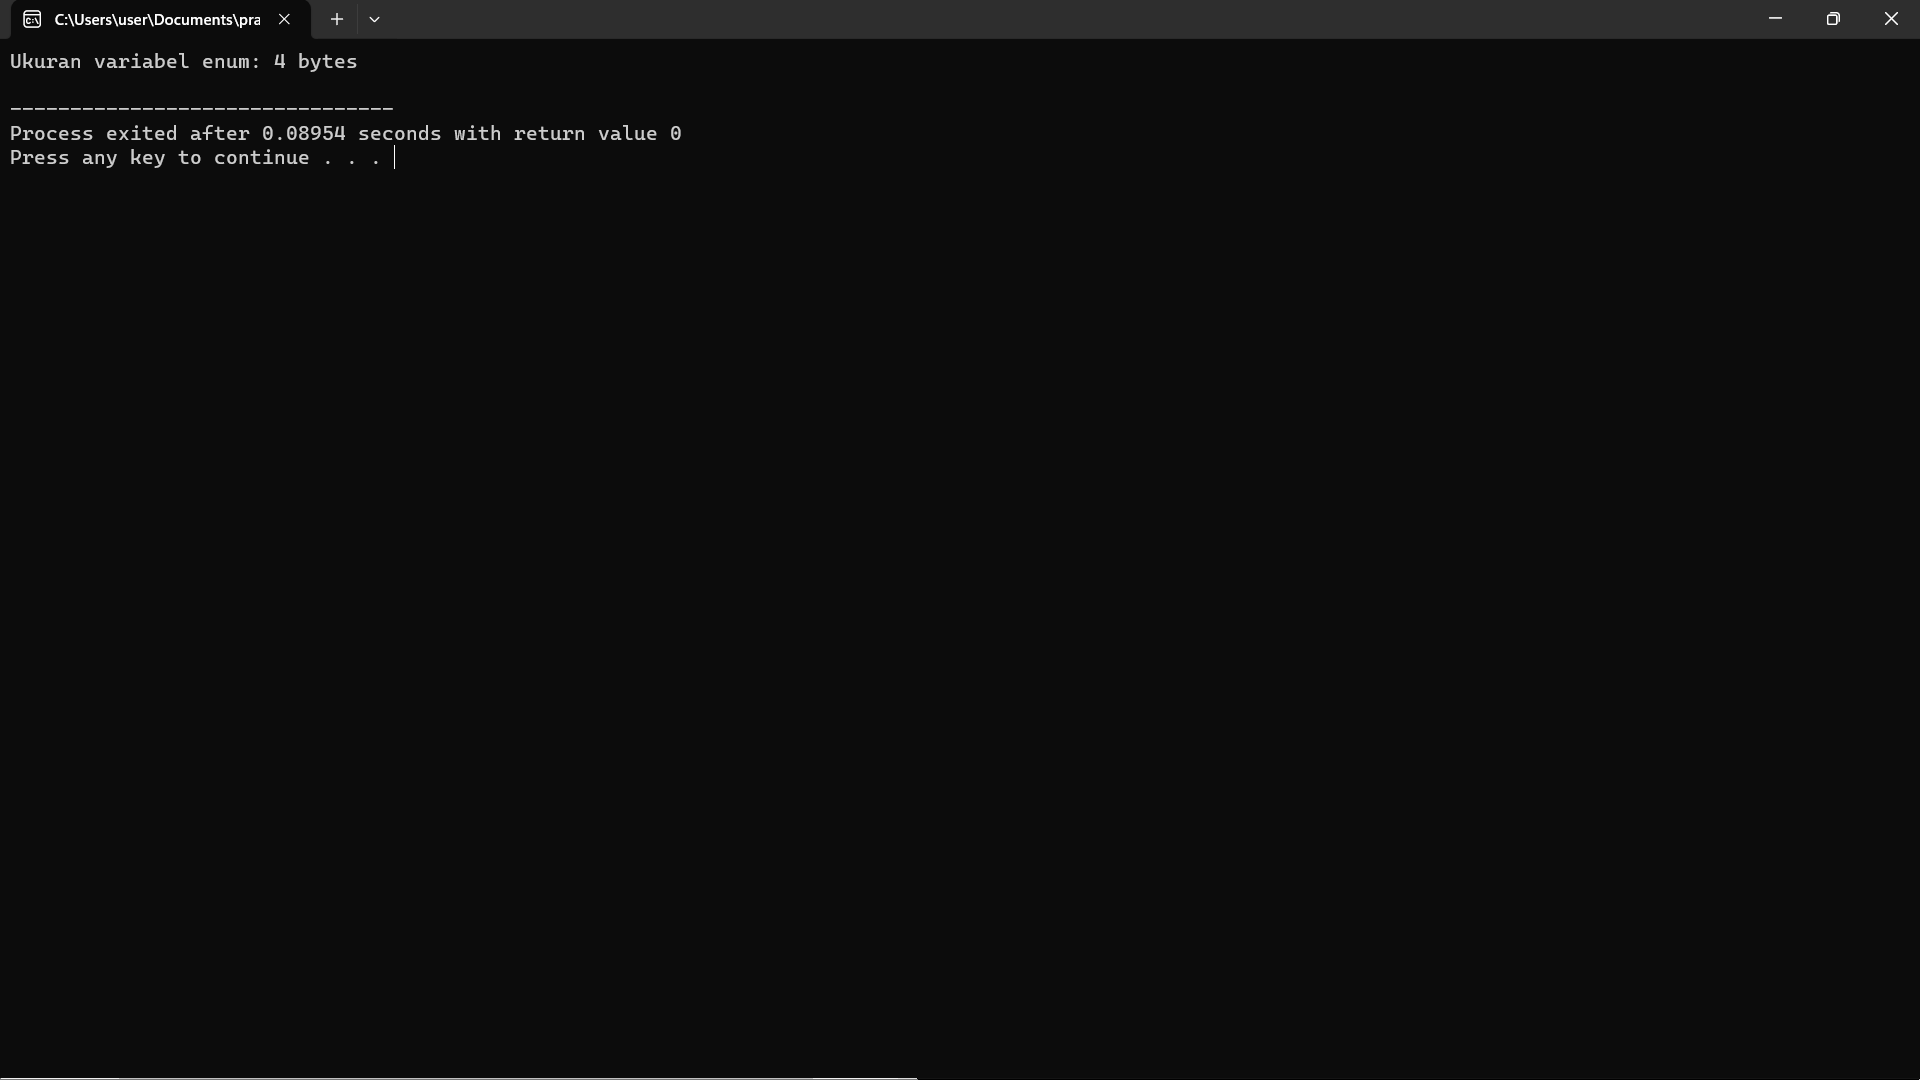 C:\Users\user\Documents\pra
Ukuran variabel enum: 4 bytes
--------------------------------
Process exited after 0.08954 seconds with return value 0
Press any key to continue . . .